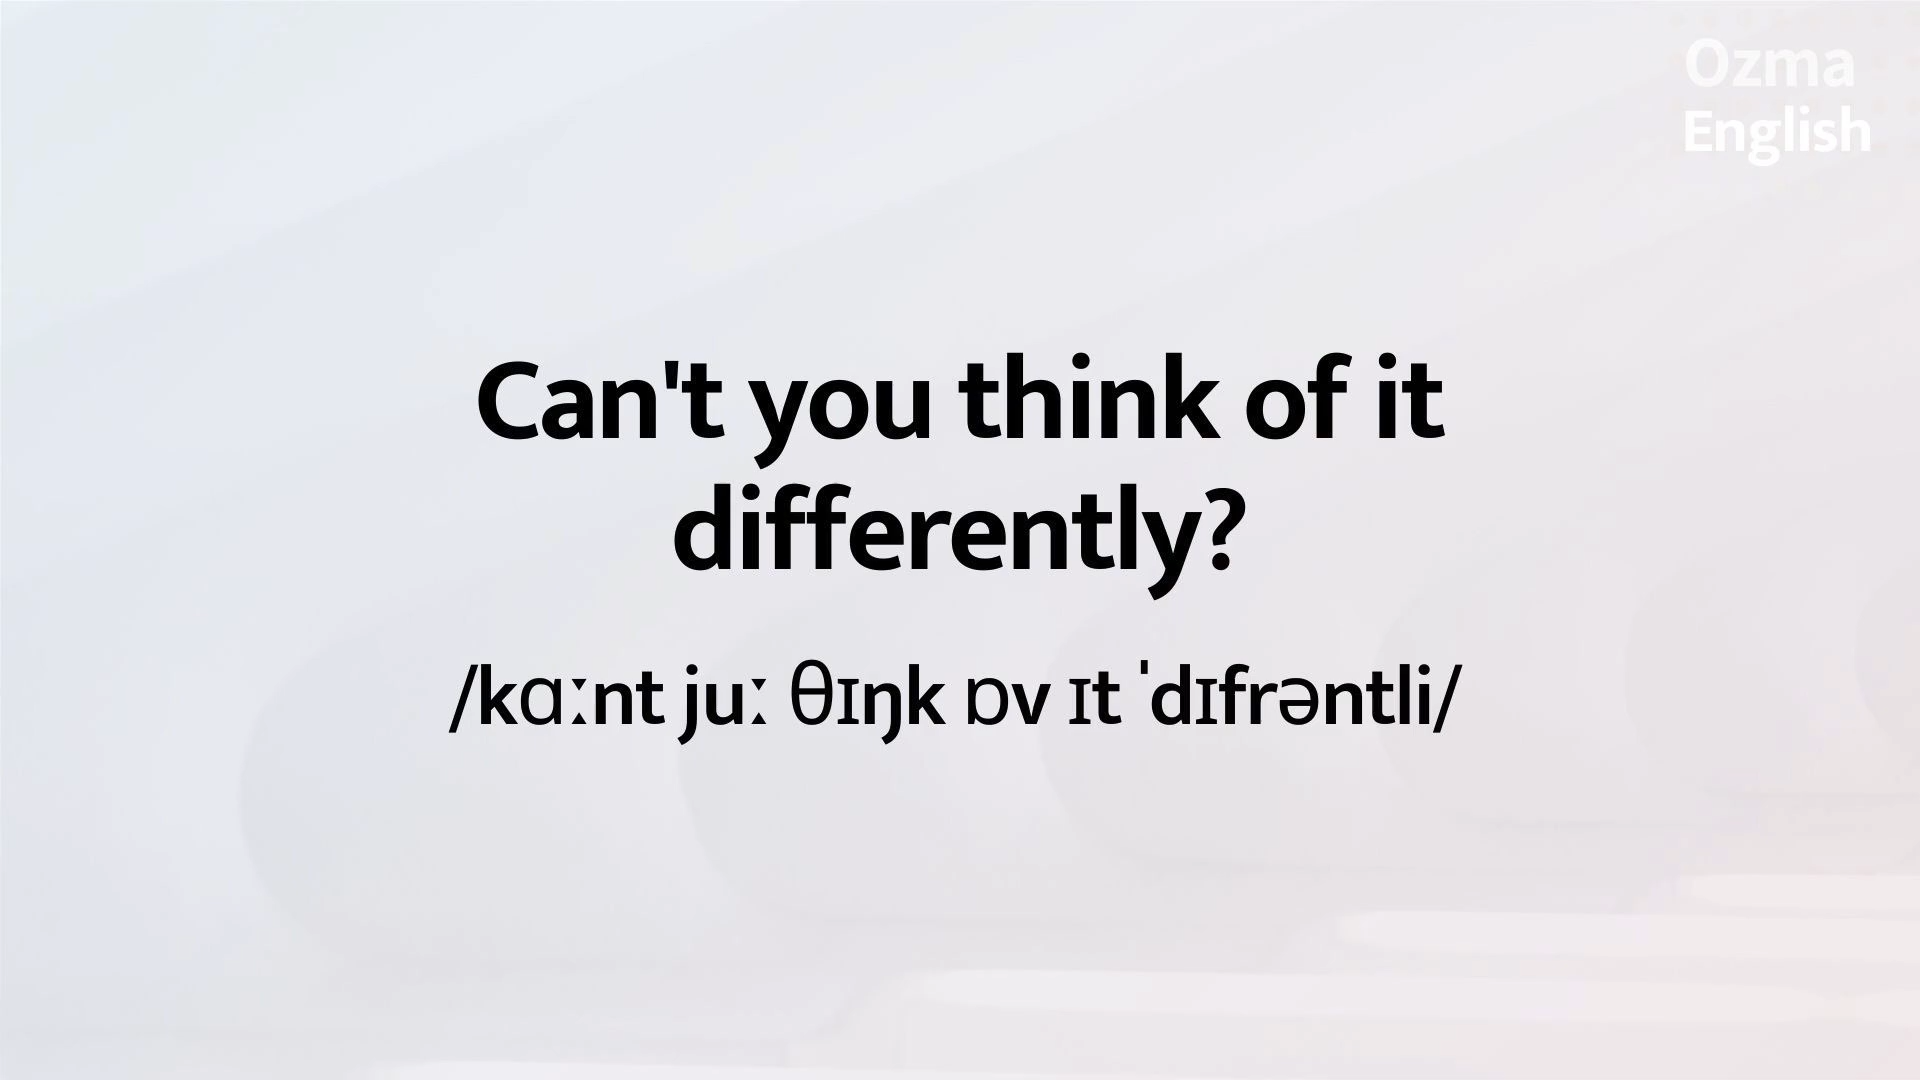 Ozma
English
Can't you think of it
differently?
/kɑːnt juː θɪŋk ɒv ɪt ˈdɪfrəntli/